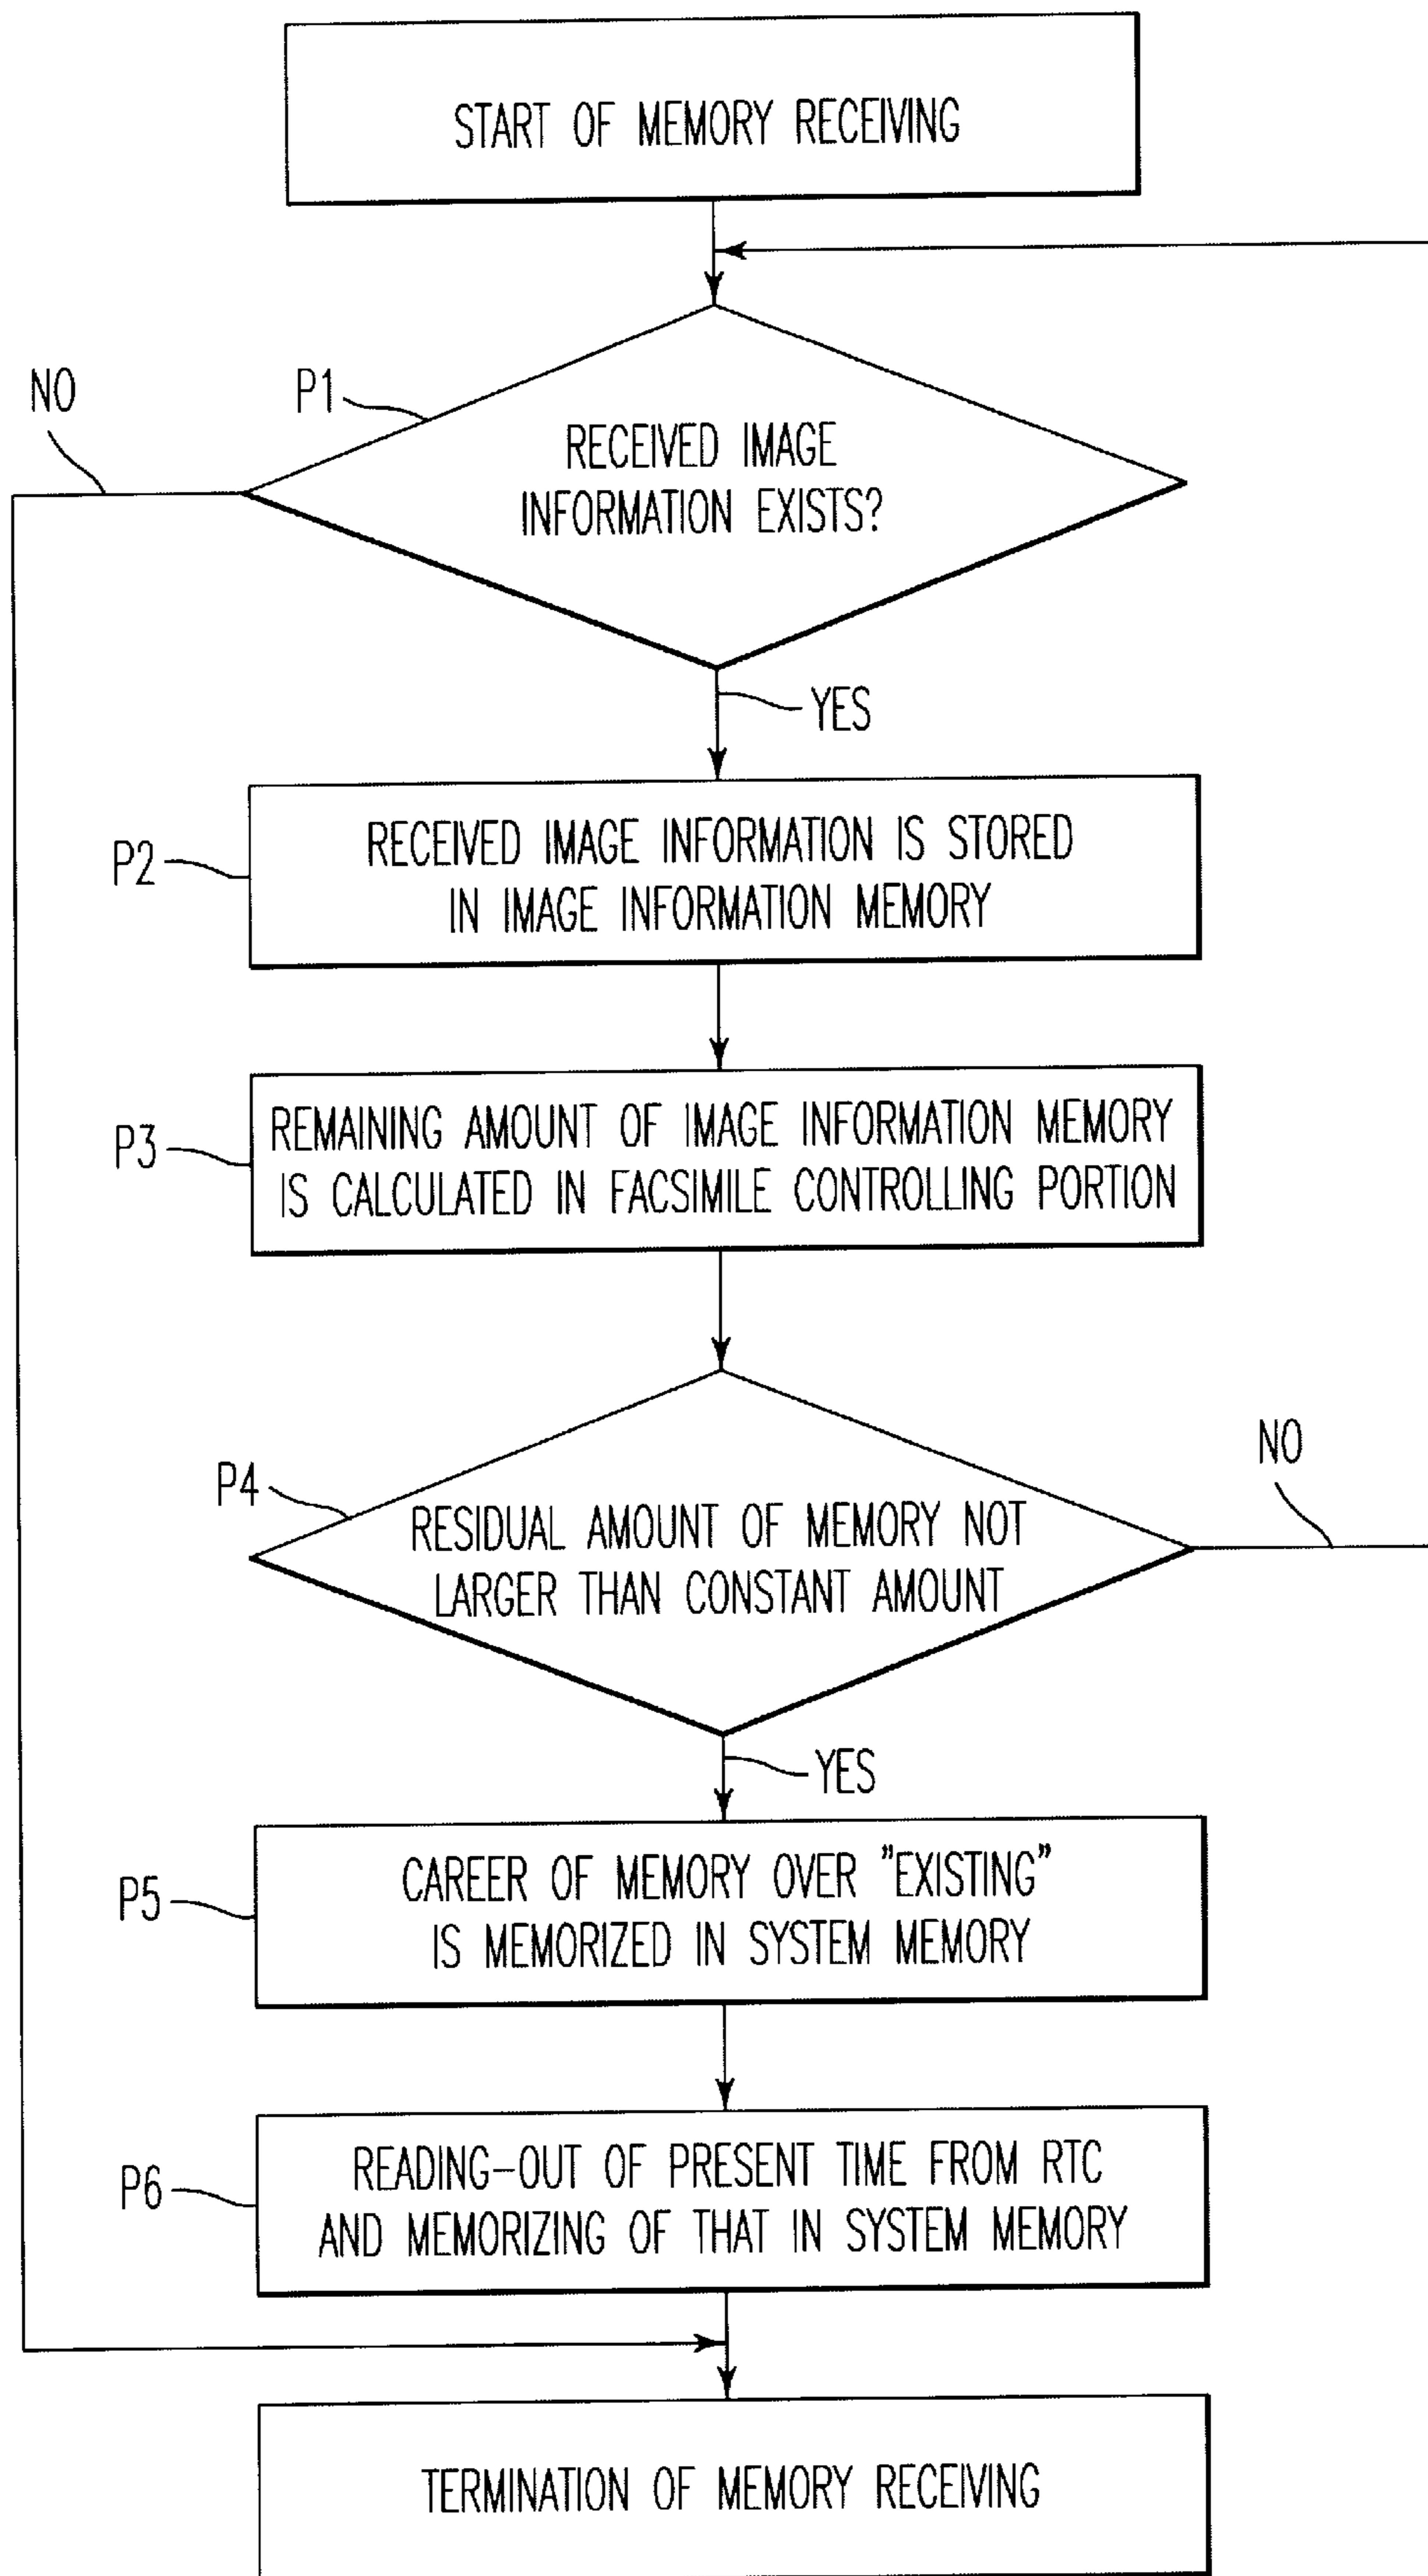 START OF MEMORY RECEIVING
NO
P1
RECEIVED IMAGE
INFORMATION EXISTS?
YES
P2
RECEIVED IMAGE INFORMATION IS STORED
IN IMAGE INFORMATION MEMORY
P3
REMAINING AMOUNT OF IMAGE INFORMATION MEMORY
IS CALCULATED IN FACSIMILE CONTROLLING PORTION
P4
RESIDUAL AMOUNT OF MEMORY NOT
LARGER THAN CONSTANT AMOUNT
NO
YES
P5
CAREER OF MEMORY OVER "EXISTING"
IS MEMORIZED IN SYSTEM MEMORY
P6
READING-OUT OF PRESENT TIME FROM RTC
AND MEMORIZING OF THAT IN SYSTEM MEMORY
TERMINATION OF MEMORY RECEIVING